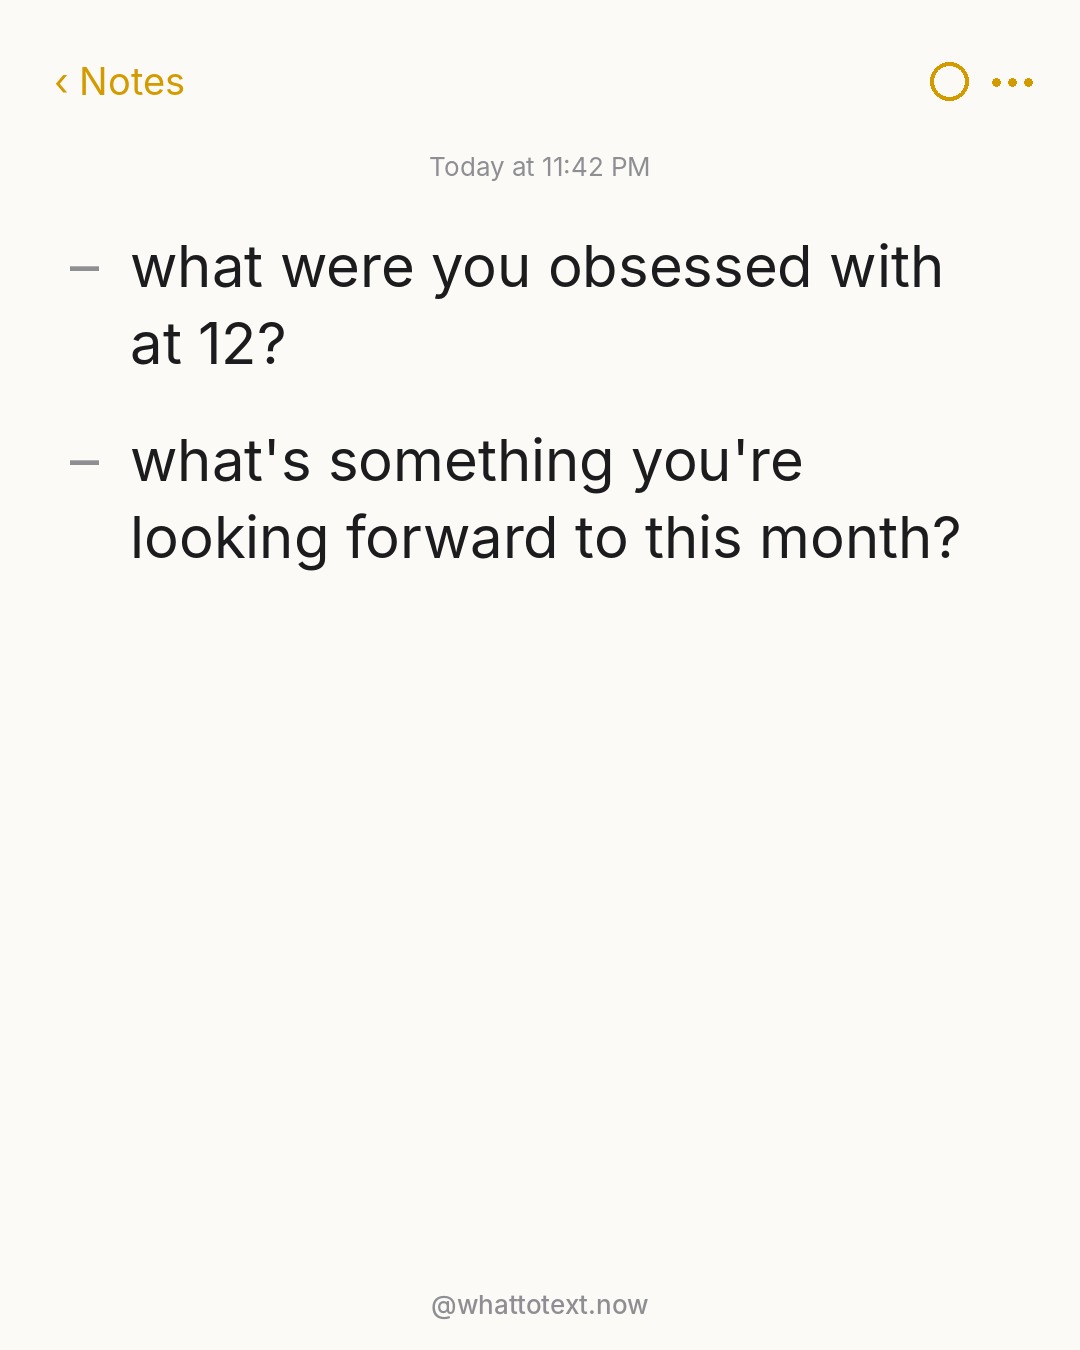 ‹ Notes
Today at 11:42 PM
– what were you obsessed with
at 12?
– what's something you're
looking forward to this month?
@whattotext.now